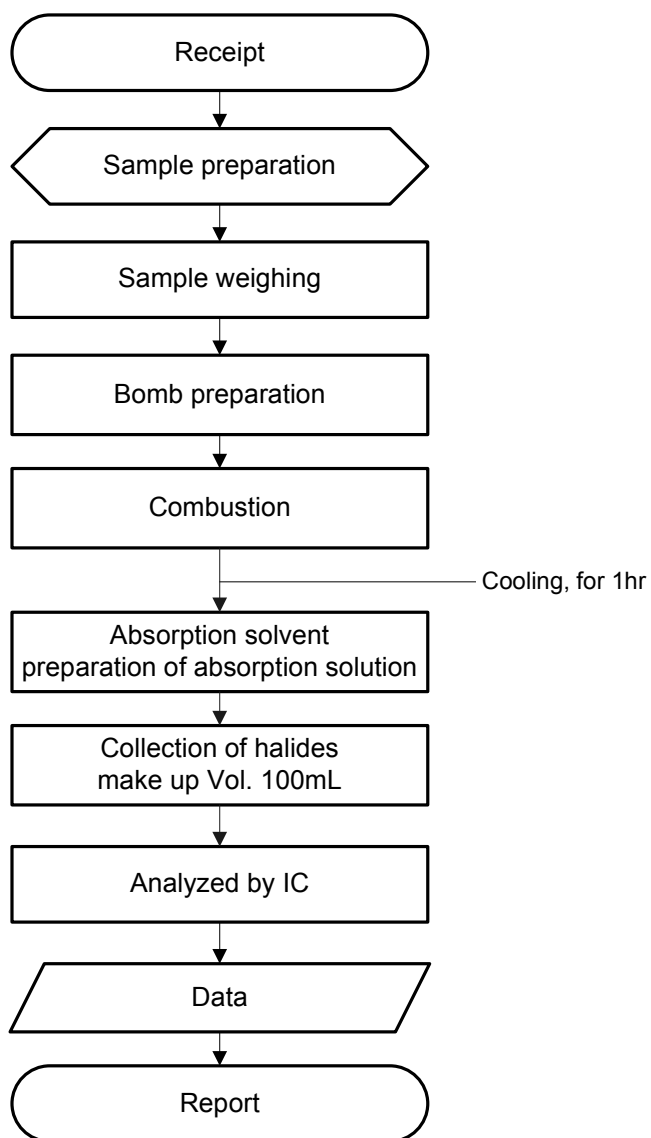 Receipt
Sample preparation
Sample weighing
Bomb preparation
Combustion
Cooling, for 1hr
Absorption solvent
preparation of absorption solution
Collection of halides
make up Vol. 100mL
Analyzed by IC
Data
Report